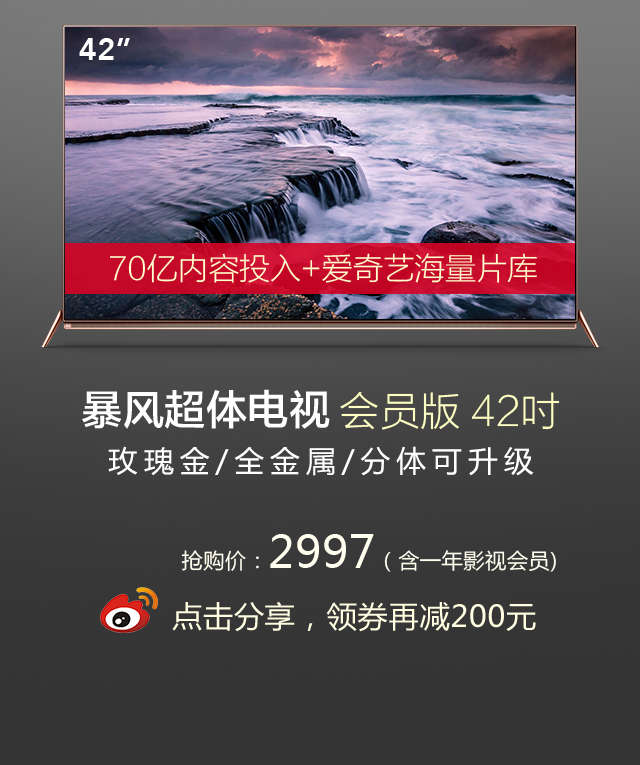 42”
70亿内容投入+爱奇艺海量片库
暴风超体电视 会员版 42吋
玫瑰金/全金属/分体可升级
抢购价：2997（含一年影视会员)
点击分享，领券再减200元